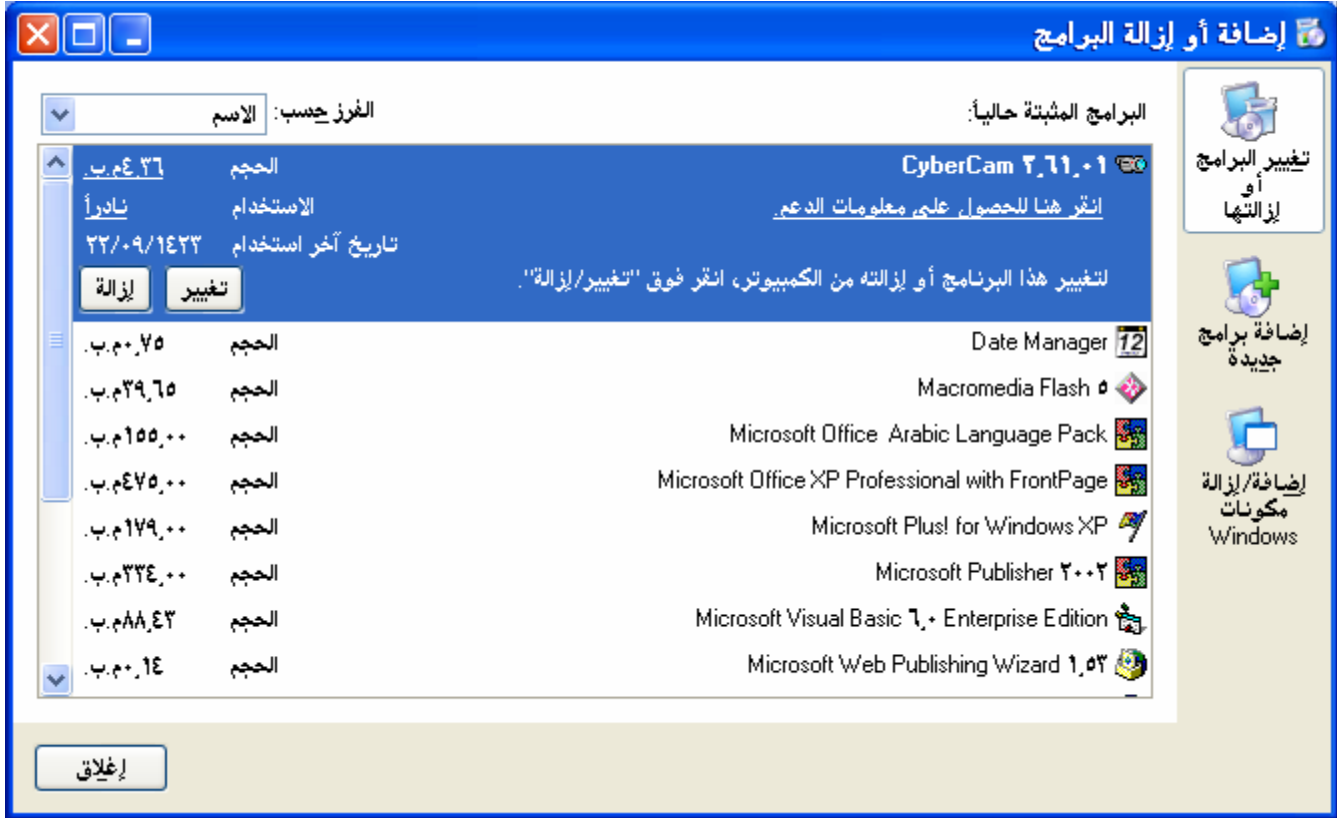 إضافة أو إزالة البرامج
تغيير البرامج
أو
إزالتها
إضافة برامج
جديدة
إضافة/إزالة
مكونات
Windows
البرامج المثبتة حالياً:
الفرز حسب: الاسم
CyberCam ٣,٦١,٠١ الحجم ٤,٣٦م.ب.
انقر هنا للحصول على معلومات الدعم. الاستخدام نادراً
تاريخ آخر استخدام ٢٢/٠٩/١٤٢٣
لتغيير هذا البرنامج أو إزالته من الكمبيوتر، انقر فوق "تغيير/إزالة". تغيير إزالة
Date Manager الحجم ٠,٧٥م.ب.
Macromedia Flash ٥ الحجم ٣٩,٦٥م.ب.
Microsoft Office Arabic Language Pack الحجم ١٥٥,٠٠م.ب.
Microsoft Office XP Professional with FrontPage الحجم ٤٧٥,٠٠م.ب.
Microsoft Plus! for Windows XP الحجم ١٧٩,٠٠م.ب.
Microsoft Publisher ٢٠٠٢ الحجم ٣٣٤,٠٠م.ب.
Microsoft Visual Basic ٦,٠ Enterprise Edition الحجم ٨٨,٤٣م.ب.
Microsoft Web Publishing Wizard ١,٥٣ الحجم ٠,١٤م.ب.
إغلاق